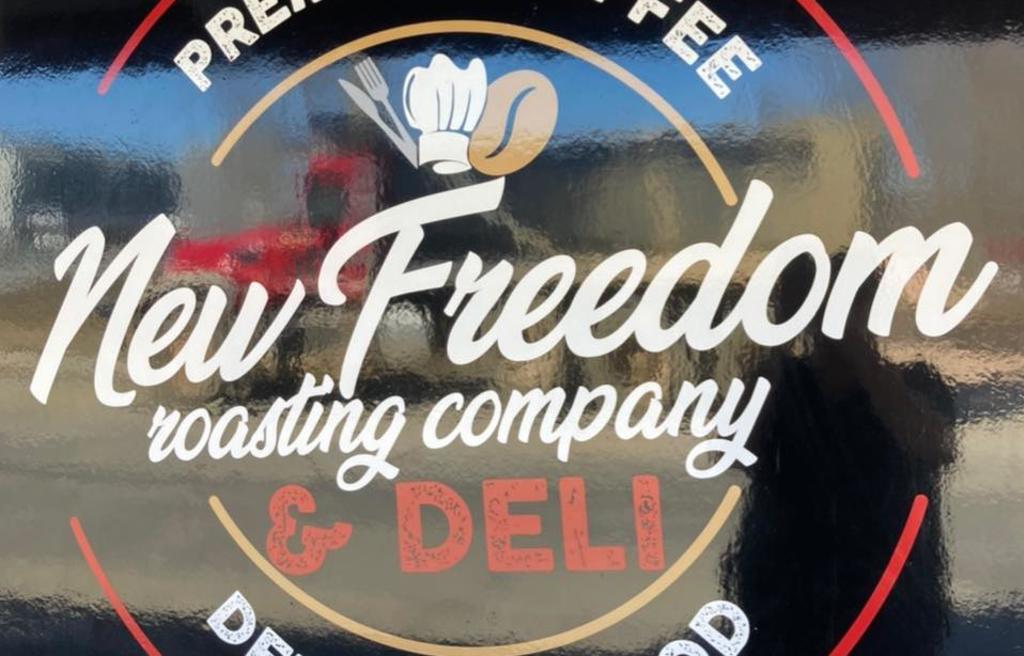 New Freedom
roasting company
& DELI